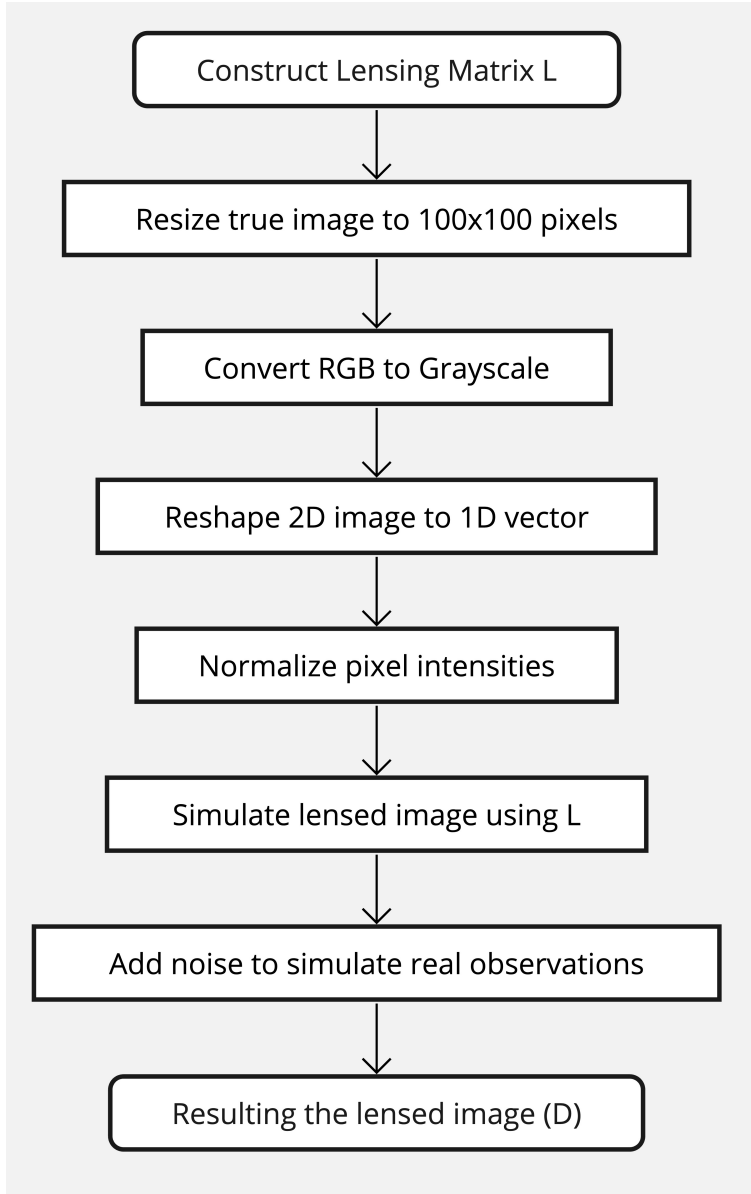 Construct Lensing Matrix L
Resize true image to 100x100 pixels
Convert RGB to Grayscale
Reshape 2D image to 1D vector
Normalize pixel intensities
Simulate lensed image using L
Add noise to simulate real observations
Resulting the lensed image (D)